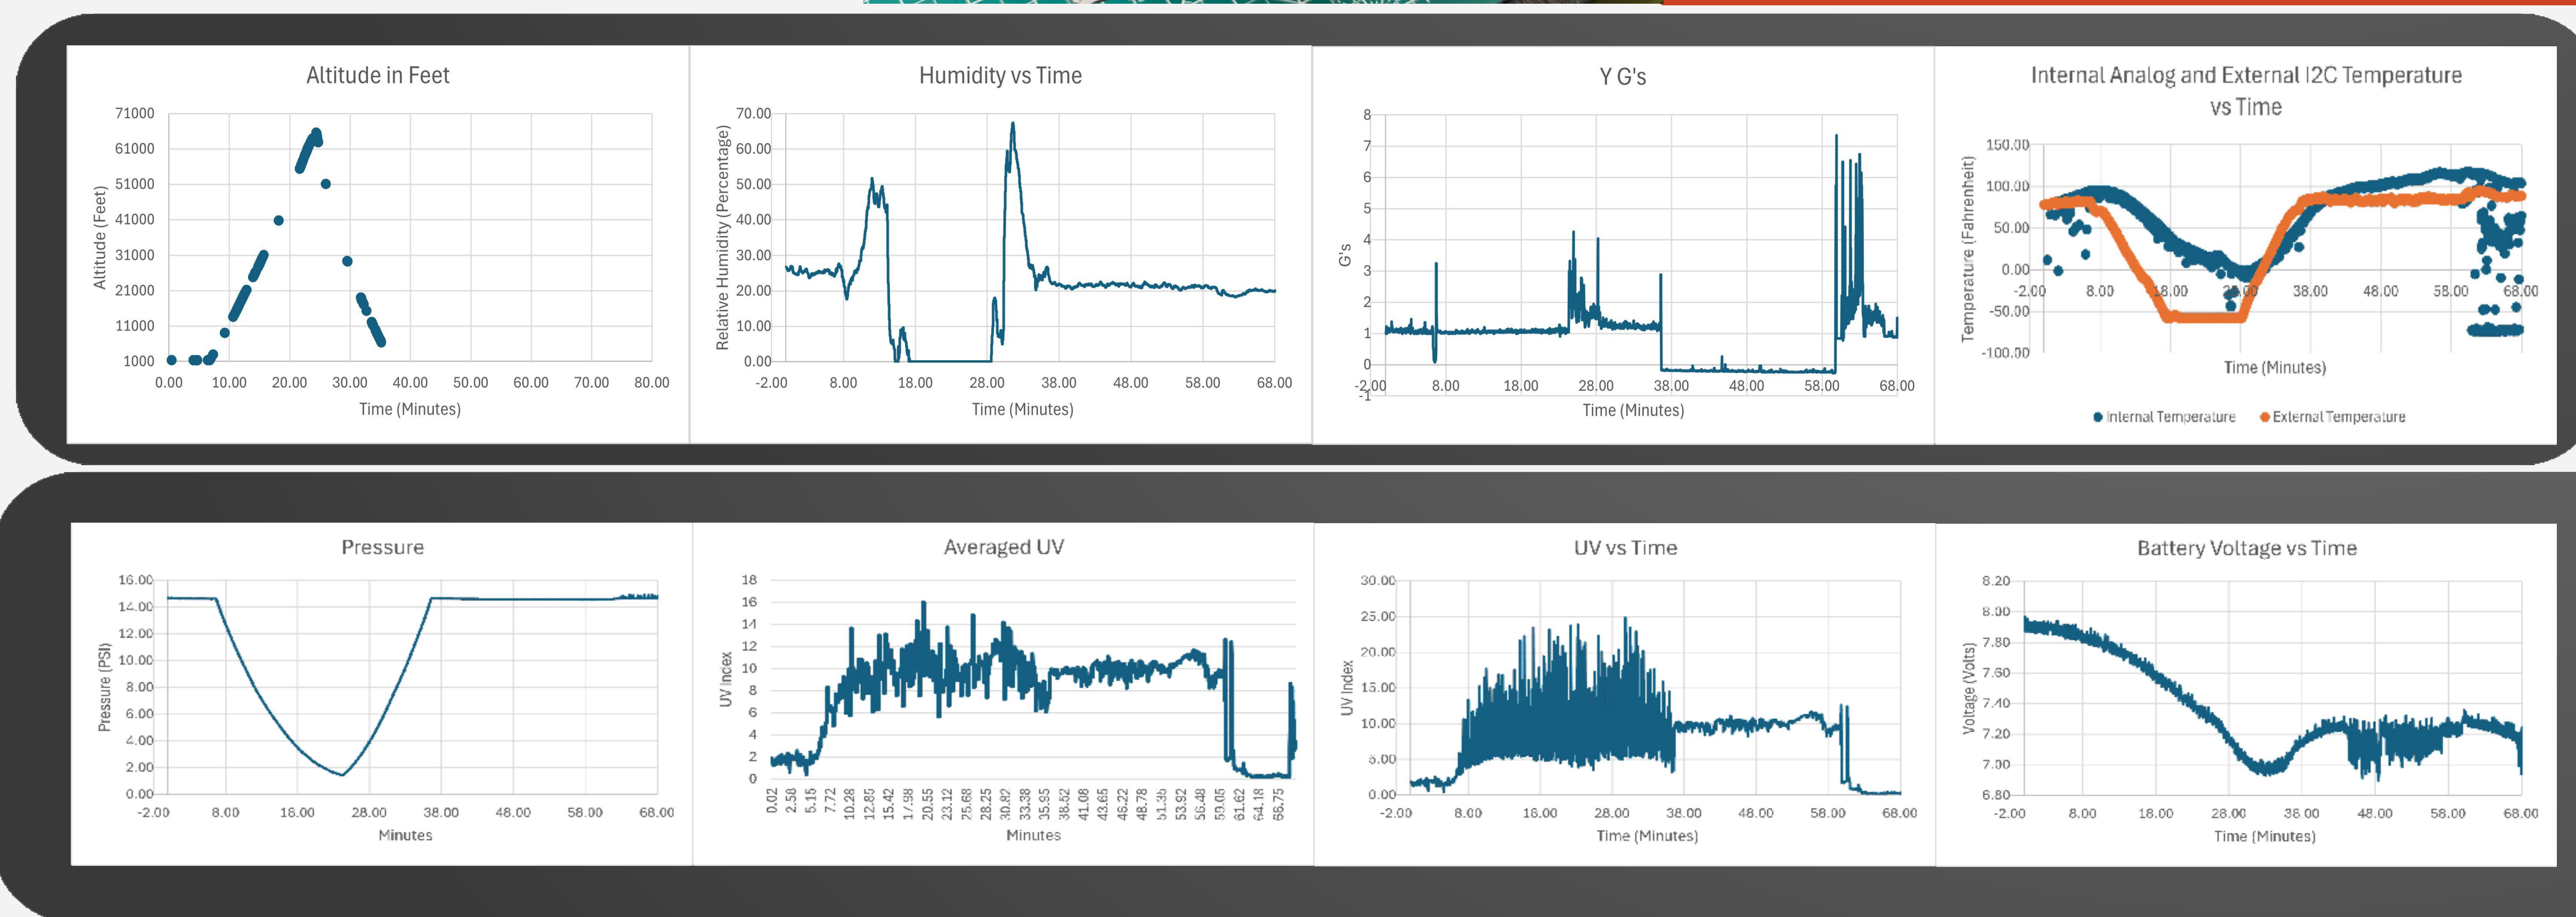 Altitude in Feet
71000
61000
51000
41000
31000
21000
11000
1000
Altitude (Feet)
0.00 10.00 20.00 30.00 40.00 50.00 60.00 70.00 80.00
Time (Minutes)
Humidity vs Time
70.00
60.00
50.00
40.00
30.00
20.00
10.00
0.00
Relative Humidity (Percentage)
-2.00 8.00 18.00 28.00 38.00 48.00 58.00 68.00
Time (Minutes)
Y G's
8
7
6
5
4
3
2
1
0
-1
G's
-2.00 8.00 18.00 28.00 38.00 48.00 58.00 68.00
Time (Minutes)
Internal Analog and External I2C Temperature
vs Time
150.00
100.00
50.00
0.00
-50.00
-100.00
Temperature (Fahrenheit)
-2.00 8.00 18.00 28.00 38.00 48.00 58.00 68.00
Time (Minutes)
Internal Temperature External Temperature
Pressure
16.00
14.00
12.00
10.00
8.00
6.00
4.00
2.00
0.00
Pressure (PSI)
-2.00 8.00 18.00 28.00 38.00 48.00 58.00 68.00
Minutes
Averaged UV
18
16
14
12
10
8
6
4
2
0
UV Index
0.02 2.58 5.15 7.72 10.28 12.85 15.42 17.98 20.55 23.12 25.68 28.25 30.82 33.38 35.95 38.52 41.08 43.65 46.22 48.78 51.35 53.92 56.48 59.05 61.62 64.18 66.75
Minutes
UV vs Time
30.00
25.00
20.00
15.00
10.00
5.00
0.00
UV Index
-2.00 8.00 18.00 28.00 38.00 48.00 58.00 68.00
Time (Minutes)
Battery Voltage vs Time
8.20
8.00
7.80
7.60
7.40
7.20
7.00
6.80
Voltage (Volts)
-2.00 8.00 18.00 28.00 38.00 48.00 58.00 68.00
Time (Minutes)